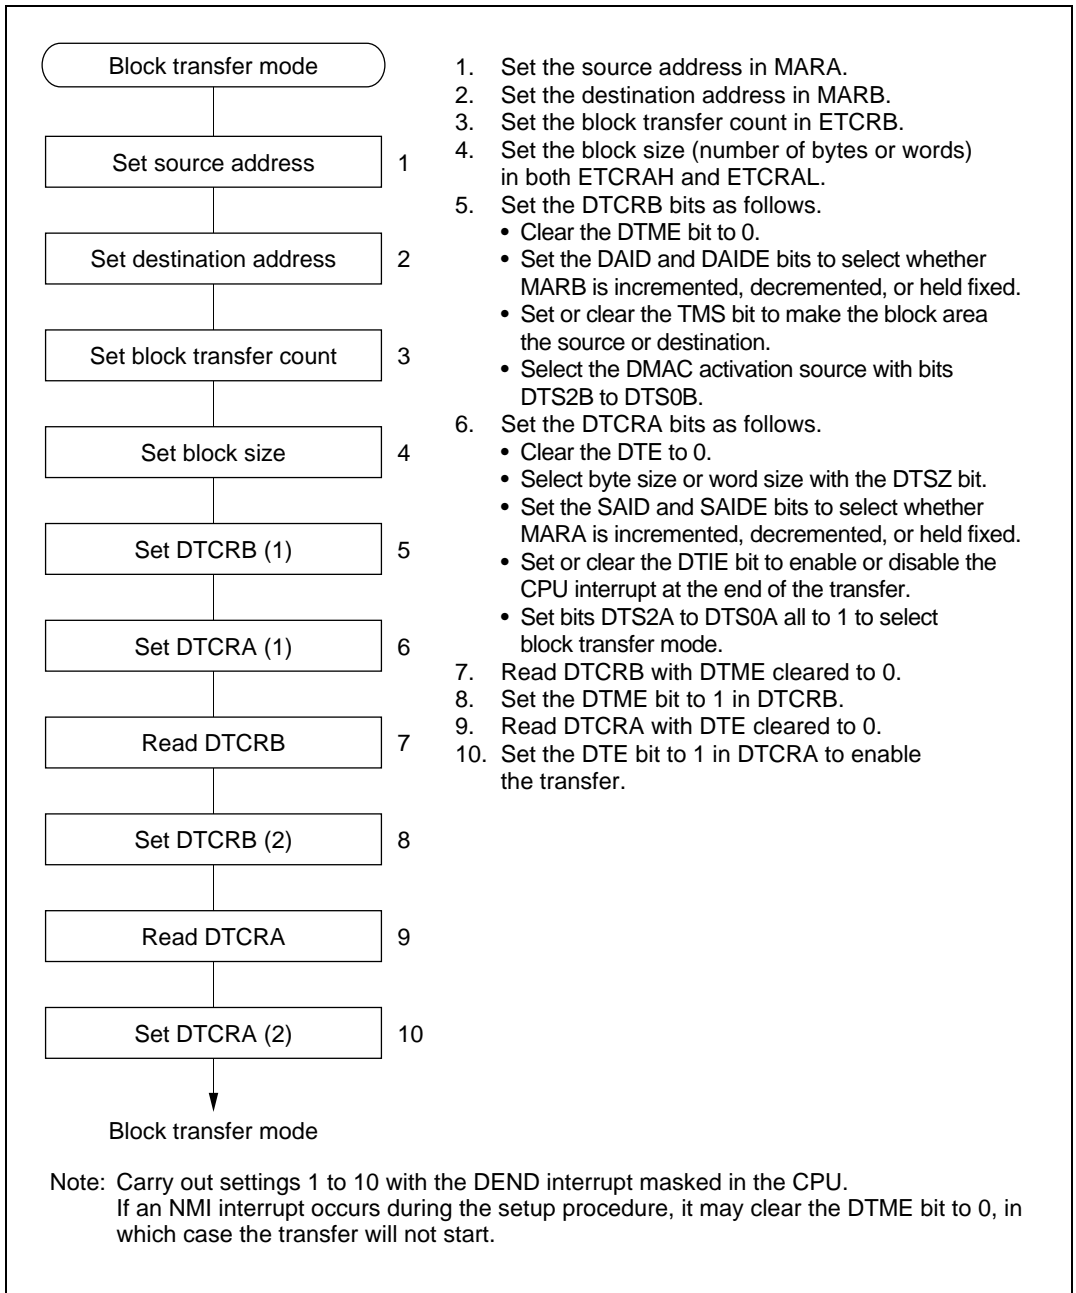 Block transfer mode
Set source address 1
Set destination address 2
Set block transfer count 3
Set block size 4
Set DTCRB (1) 5
Set DTCRA (1) 6
Read DTCRB 7
Set DTCRB (2) 8
Read DTCRA 9
Set DTCRA (2) 10
Block transfer mode
1. Set the source address in MARA.
2. Set the destination address in MARB.
3. Set the block transfer count in ETCRB.
4. Set the block size (number of bytes or words)
in both ETCRAH and ETCRAL.
5. Set the DTCRB bits as follows.
• Clear the DTME bit to 0.
• Set the DAID and DAIDE bits to select whether
MARB is incremented, decremented, or held fixed.
• Set or clear the TMS bit to make the block area
the source or destination.
• Select the DMAC activation source with bits
DTS2B to DTS0B.
6. Set the DTCRA bits as follows.
• Clear the DTE to 0.
• Select byte size or word size with the DTSZ bit.
• Set the SAID and SAIDE bits to select whether
MARA is incremented, decremented, or held fixed.
• Set or clear the DTIE bit to enable or disable the
CPU interrupt at the end of the transfer.
• Set bits DTS2A to DTS0A all to 1 to select
block transfer mode.
7. Read DTCRB with DTME cleared to 0.
8. Set the DTME bit to 1 in DTCRB.
9. Read DTCRA with DTE cleared to 0.
10. Set the DTE bit to 1 in DTCRA to enable
the transfer.
Note: Carry out settings 1 to 10 with the DEND interrupt masked in the CPU.
If an NMI interrupt occurs during the setup procedure, it may clear the DTME bit to 0, in
which case the transfer will not start.